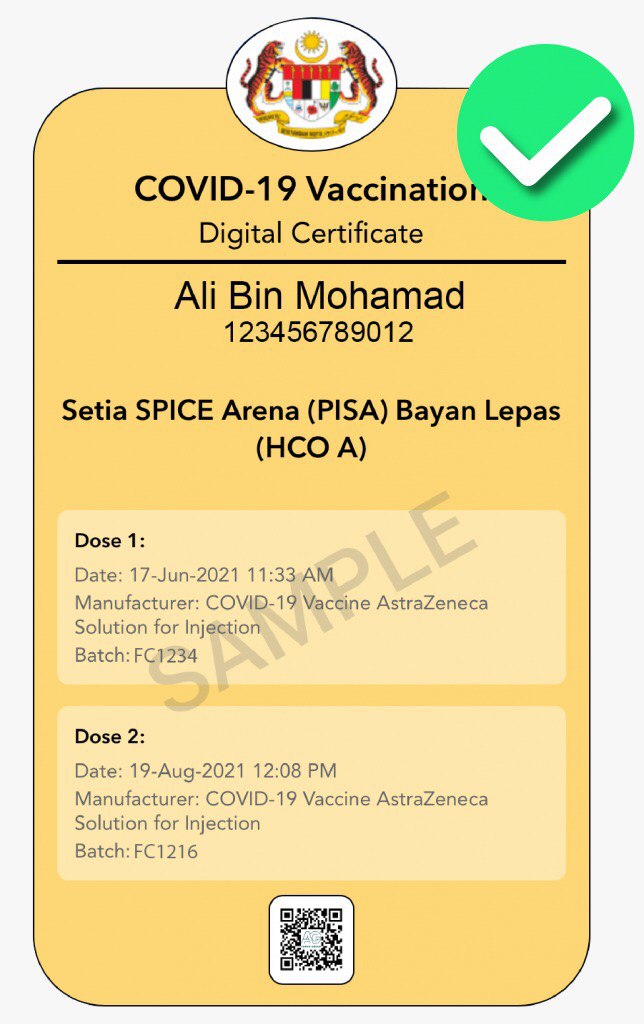 COVID-19 Vaccination
Digital Certificate
Ali Bin Mohamad
123456789012
Setia SPICE Arena (PISA) Bayan Lepas
(HCO A)
Dose 1:
Date: 17-Jun-2021 11:33 AM
Manufacturer: COVID-19 Vaccine AstraZeneca
Solution for Injection
Batch: FC1234
SAMPLE
Dose 2:
Date: 19-Aug-2021 12:08 PM
Manufacturer: COVID-19 Vaccine AstraZeneca
Solution for Injection
Batch: FC1216